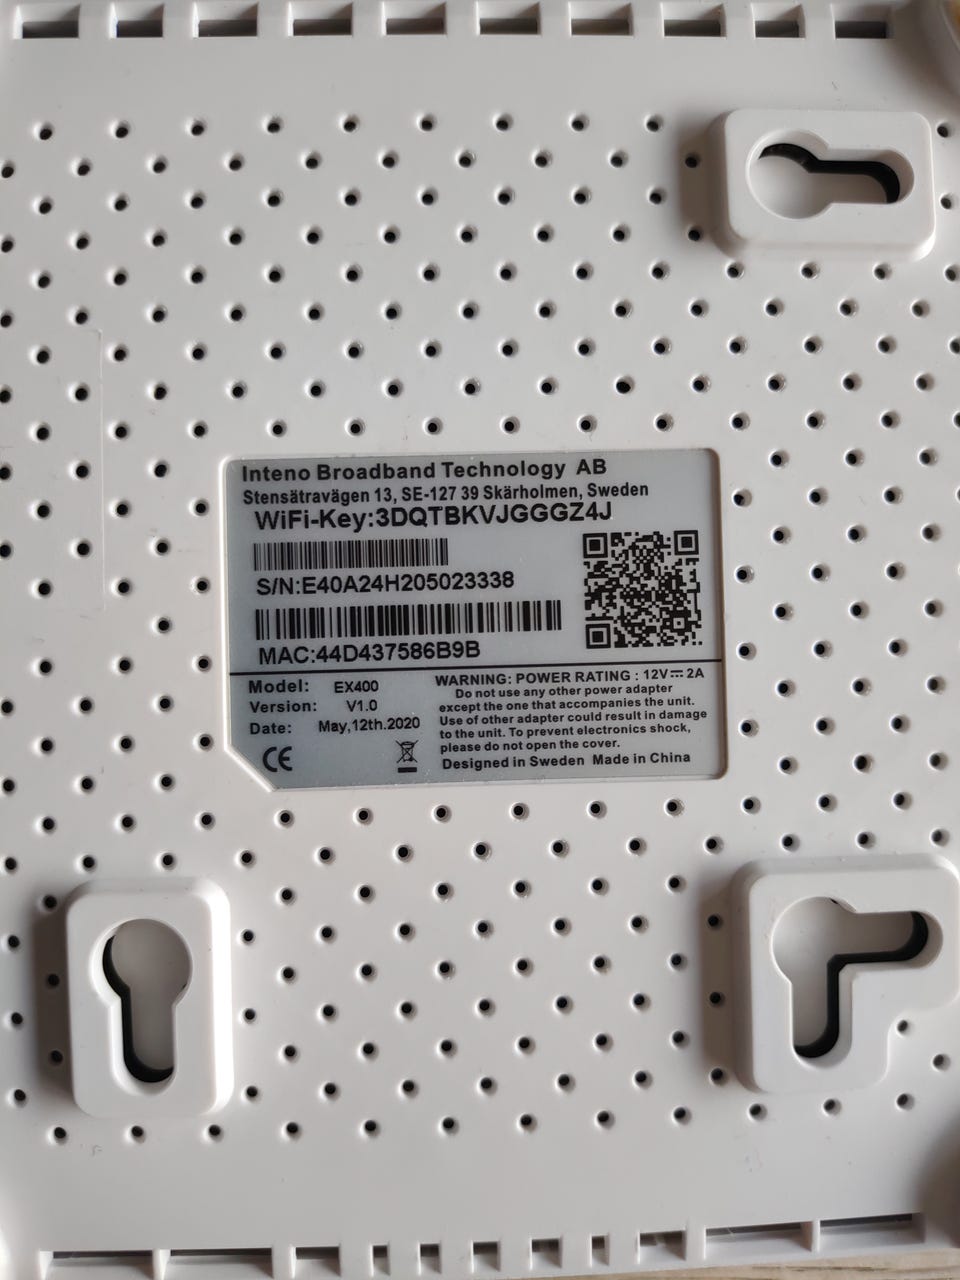 Inteno Broadband Technology AB
Stensätravägen 13, SE-127 39 Skärholmen, Sweden
WiFi-Key:3DQTBKVJGGGZ4J
S/N:E40A24H205023338
MAC:44D437586B9B
Model: EX400
Version: V1.0
Date: May,12th.2020
CE
WARNING: POWER RATING : 12V⎓2A
Do not use any other power adapter
except the one that accompanies the unit.
Use of other adapter could result in damage
to the unit. To prevent electronics shock,
please do not open the cover.
Designed in Sweden Made in China